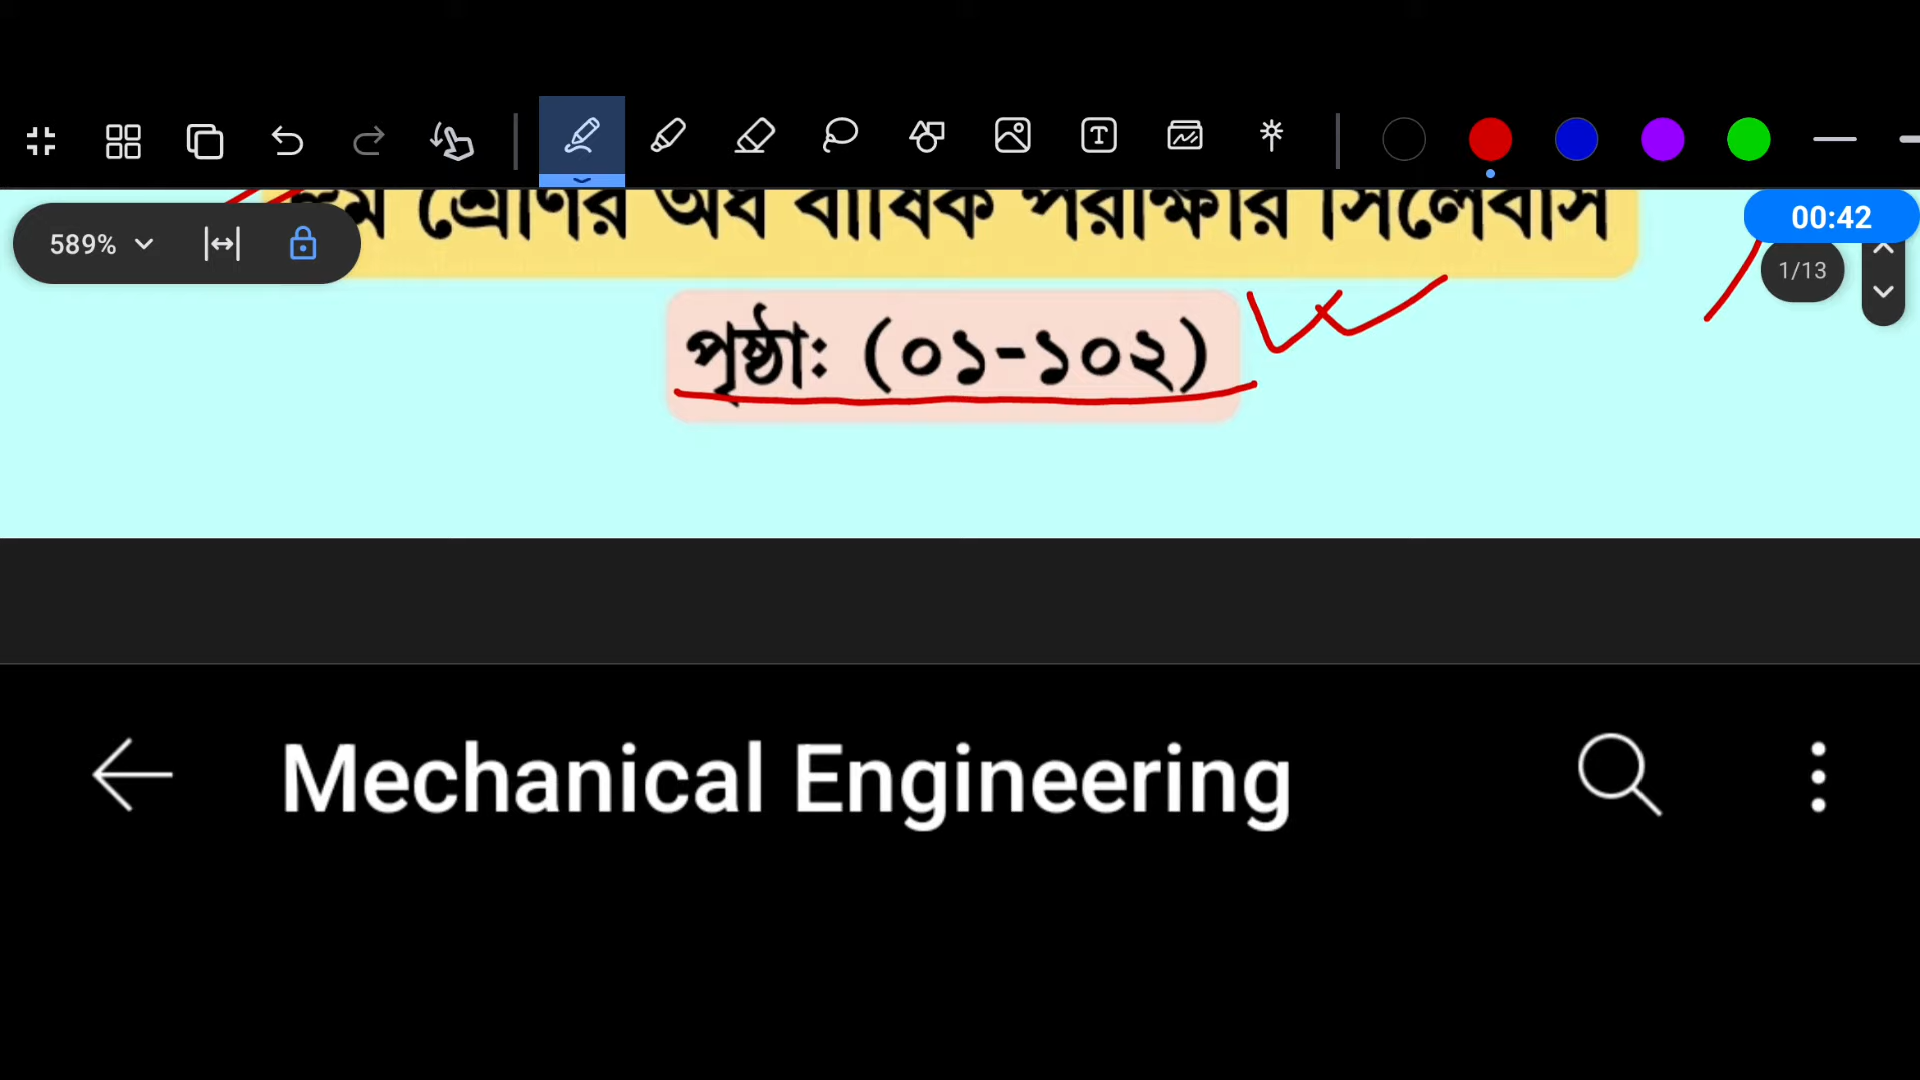 589%
00:42
1/13
শ্রেণির অর্ধ বার্ষিক পরীক্ষার সিলেবাস
পৃষ্ঠাঃ (০১-১০২)
Mechanical Engineering